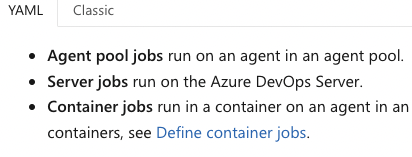 YAML Classic
• Agent pool jobs run on an agent in an agent pool.
• Server jobs run on the Azure DevOps Server.
• Container jobs run in a container on an agent in an
containers, see Define container jobs.